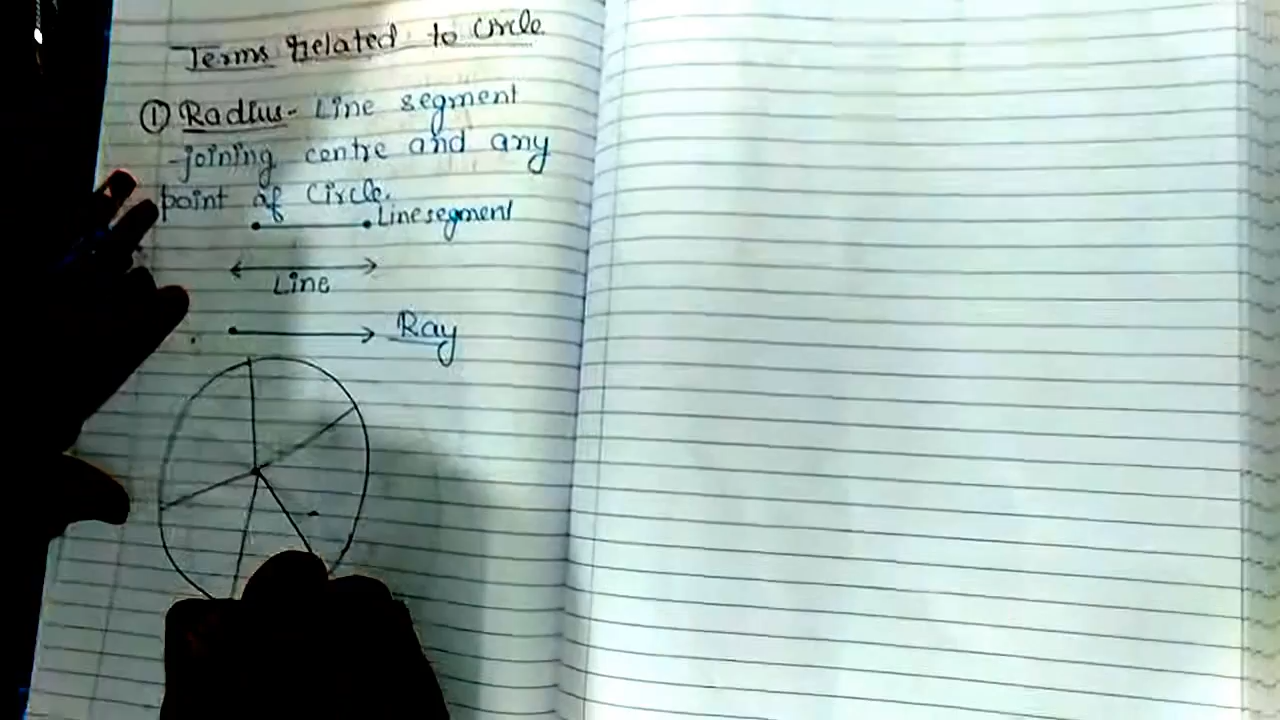 Terms Related to Circle
① Radius - Line segment
joining centre and any
point of Circle.
Line segment
Line
Ray